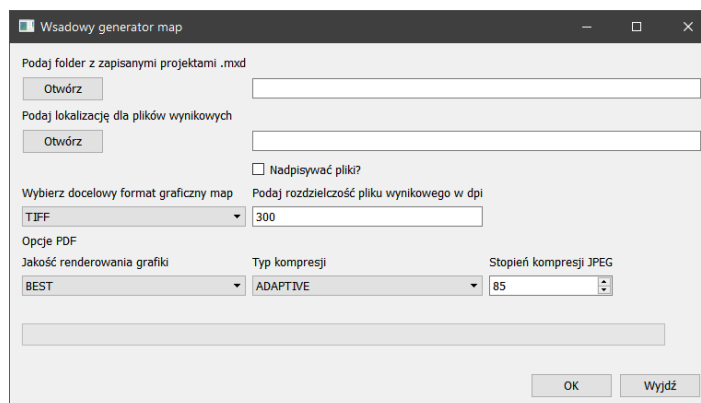 Wsadowy generator map
Podaj folder z zapisanymi projektami .mxd
Otwórz
Podaj lokalizację dla plików wynikowych
Otwórz
Nadpisywać pliki?
Wybierz docelowy format graficzny map Podaj rozdzielczość pliku wynikowego w dpi
TIFF 300
Opcje PDF
Jakość renderowania grafiki Typ kompresji Stopień kompresji JPEG
BEST ADAPTIVE 85
OK Wyjdź